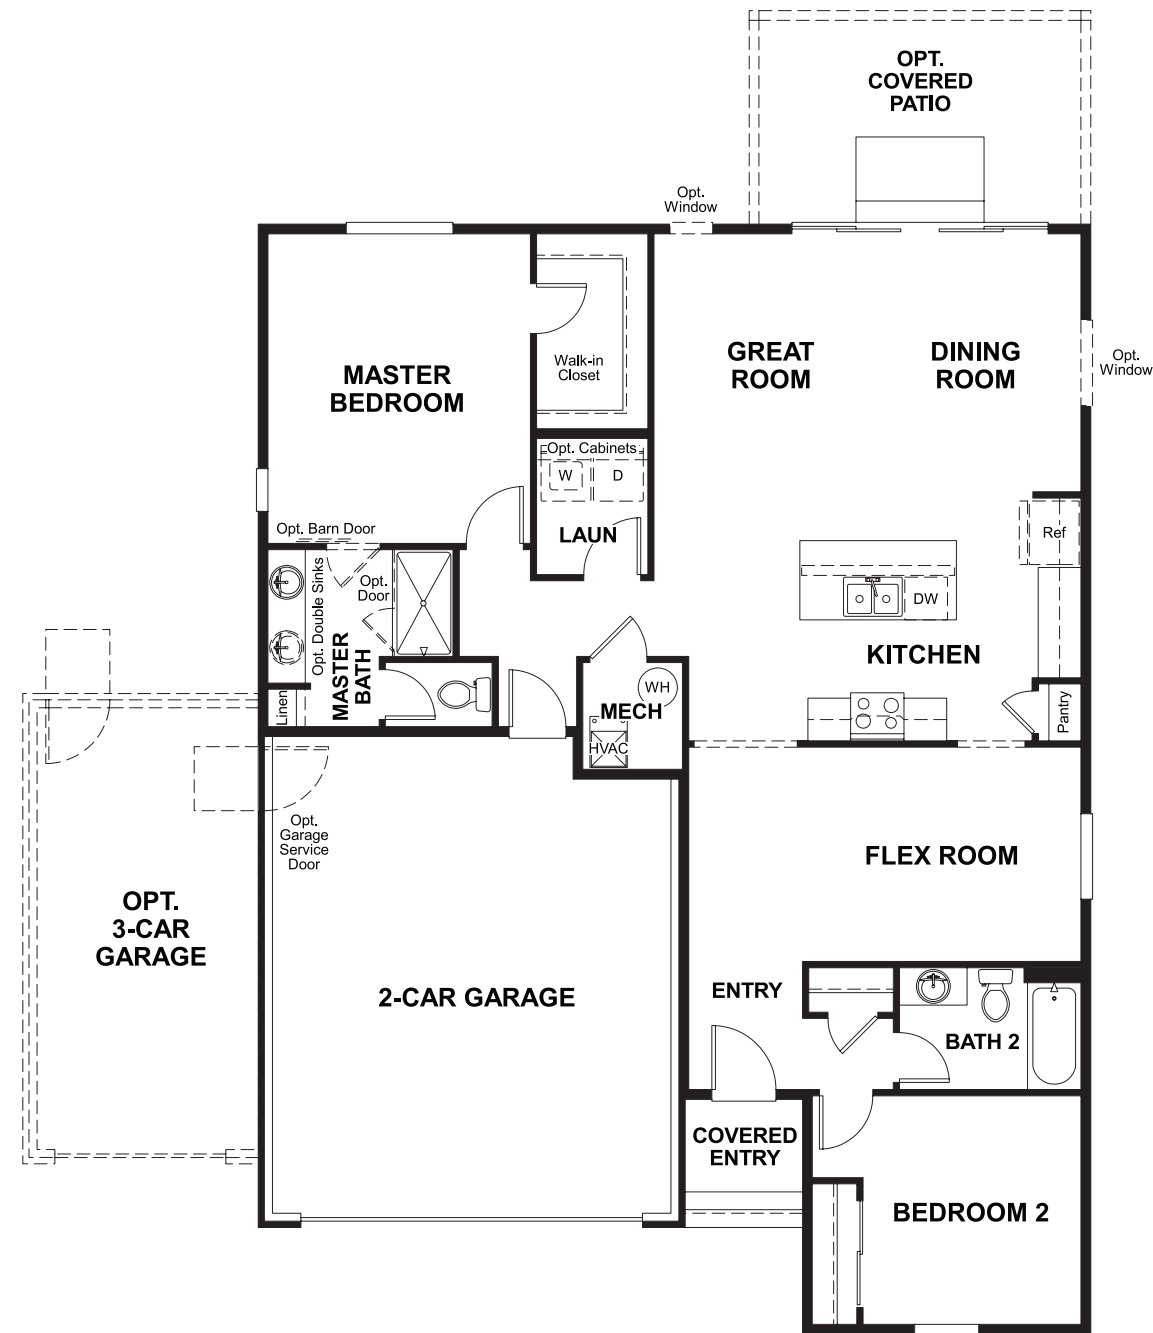 OPT.
COVERED
PATIO
Opt.
Window
GREAT
ROOM
DINING
ROOM
Opt.
Window
MASTER
BEDROOM
Walk-in
Closet
Opt. Cabinets
W
D
LAUN
Opt. Barn Door
Opt. Double Sinks
Opt.
Door
MASTER
BATH
Linen
Ref
DW
KITCHEN
WH
MECH
HVAC
Pantry
Opt.
Garage
Service
Door
FLEX ROOM
OPT.
3-CAR
GARAGE
2-CAR GARAGE
ENTRY
BATH 2
COVERED
ENTRY
BEDROOM 2